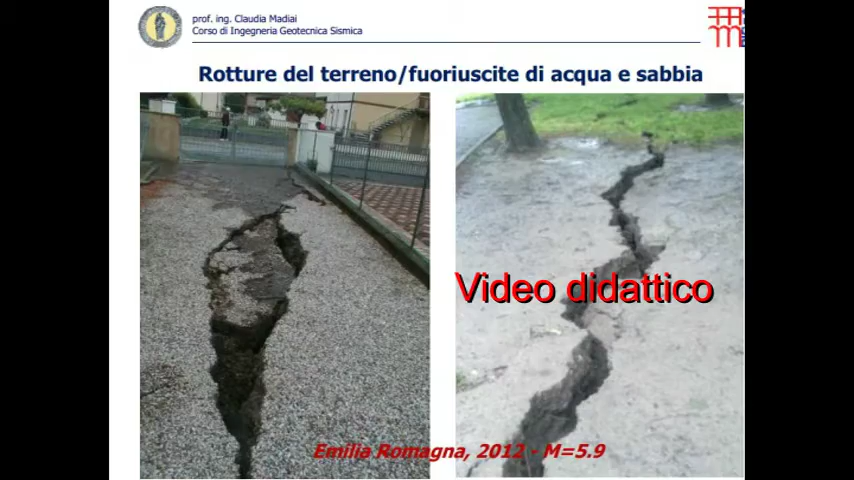 prof. ing. Claudia Madiai
Corso di Ingegneria Geotecnica Sismica
Rotture del terreno/fuoriuscite di acqua e sabbia
Video didattico
Emilia Romagna, 2012 - M=5.9